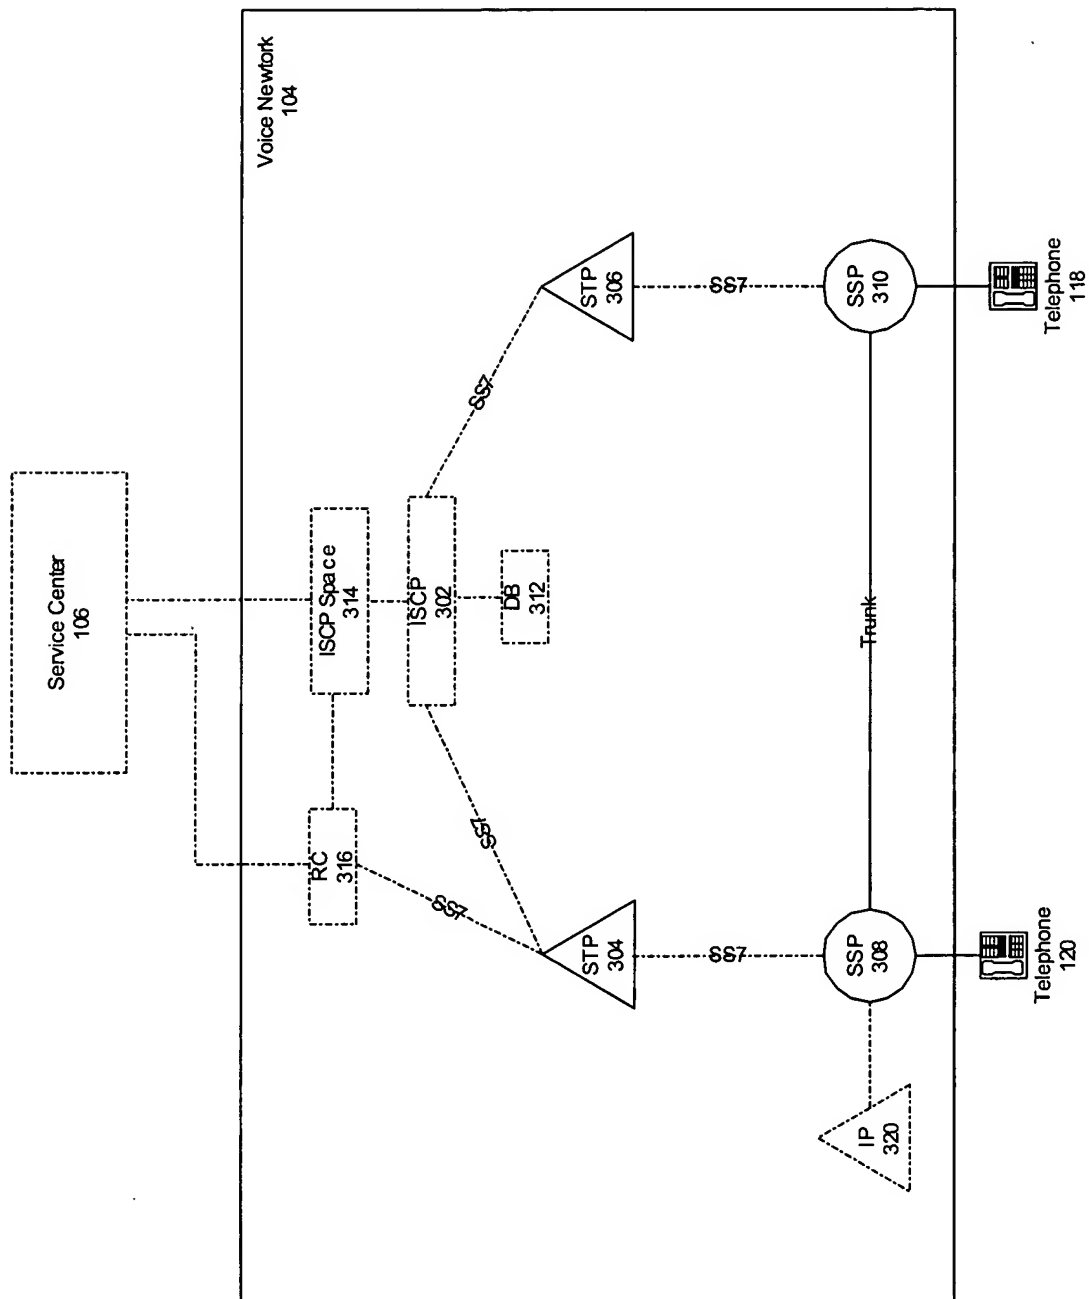 Service Center
106
Voice Newtork
104
RC
316
ISCP Space
314
ISCP
302
DB
312
SS7
SS7
SS7
STP
304
STP
306
SS7
SS7
IP
320
SSP
308
Trunk
SSP
310
Telephone
120
Telephone
118